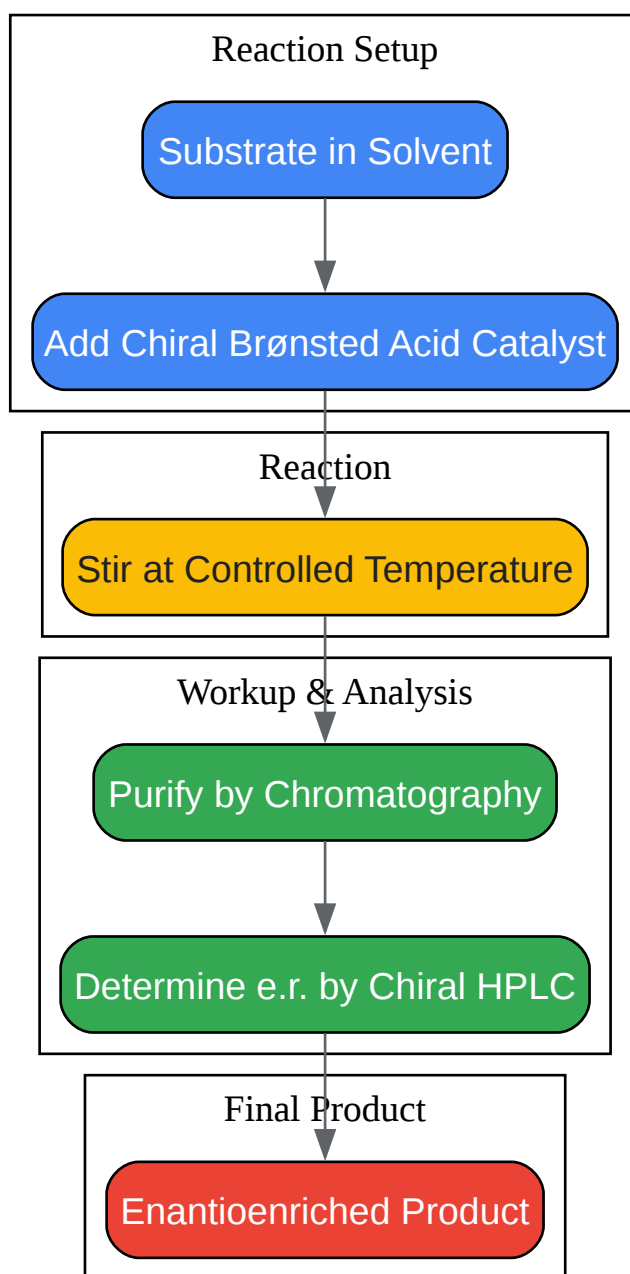 Reaction Setup
Substrate in Solvent
Add Chiral Brønsted Acid Catalyst
Reaction
Stir at Controlled Temperature
Workup & Analysis
Purify by Chromatography
Determine e.r. by Chiral HPLC
Final Product
Enantioenriched Product